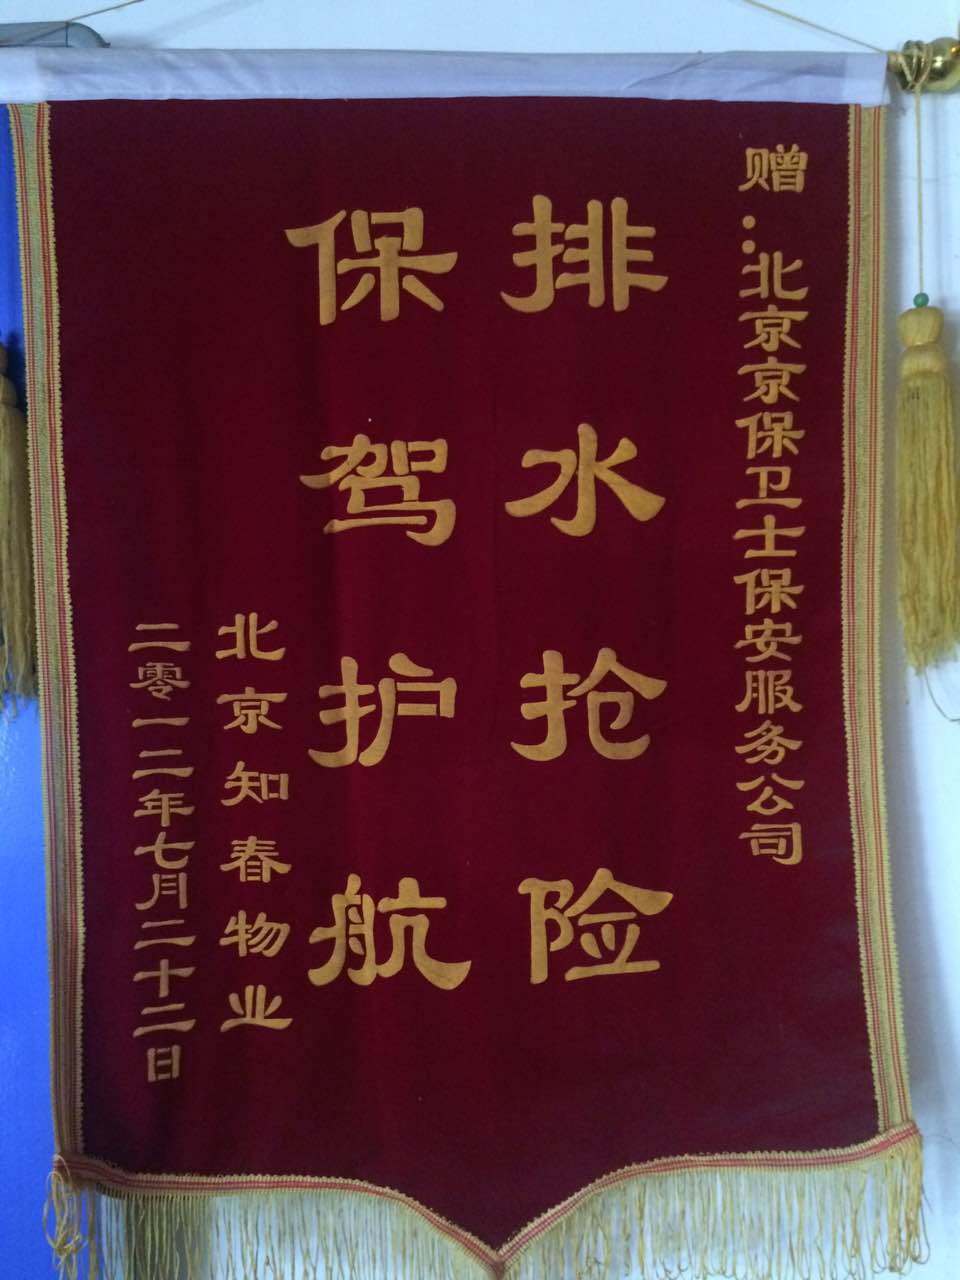 赠：北京京保卫士保安服务公司
排水抢险
保驾护航
北京知春物业
二零一二年七月二十二日